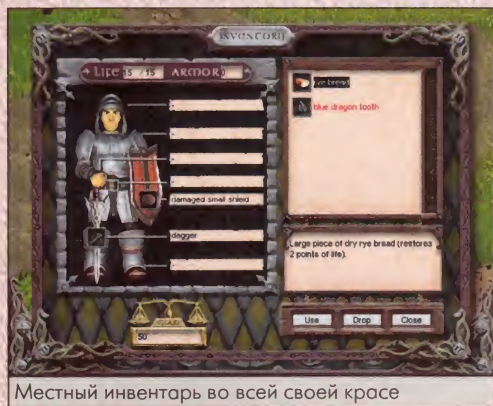 INVENTORY
LIFE 15 / 15 ARMOR
rye bread
blue dragon tooth
damaged small shield
dagger
Large piece of dry rye bread (restores
2 points of life).
50
Use Drop Close
Местный инвентарь во всей своей красе